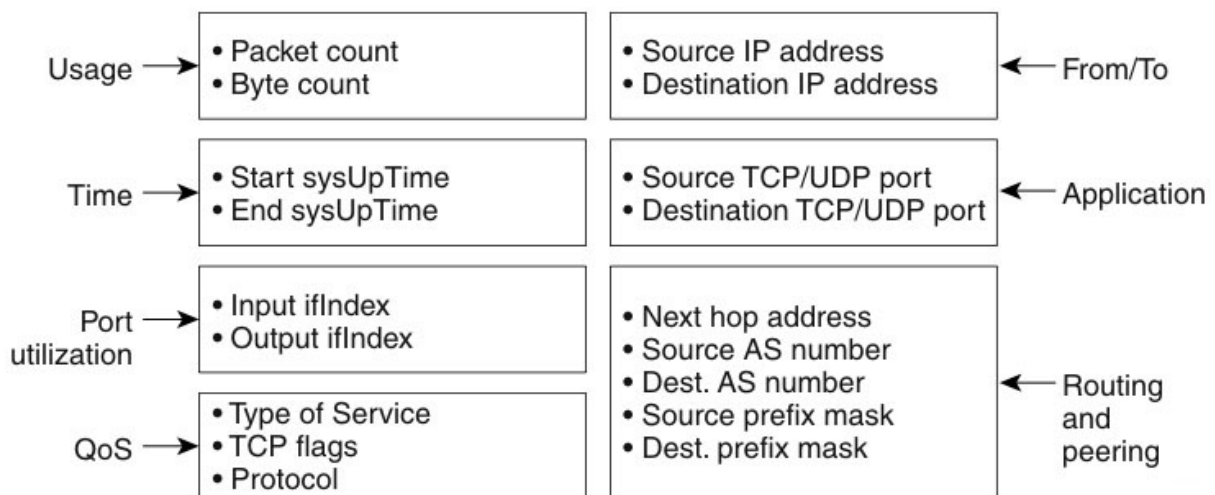 Usage
• Packet count
• Byte count
• Source IP address
• Destination IP address
From/To
Time
• Start sysUpTime
• End sysUpTime
• Source TCP/UDP port
• Destination TCP/UDP port
Application
Port
utilization
• Input ifIndex
• Output ifIndex
• Next hop address
• Source AS number
• Dest. AS number
• Source prefix mask
• Dest. prefix mask
Routing
and
peering
QoS
• Type of Service
• TCP flags
• Protocol